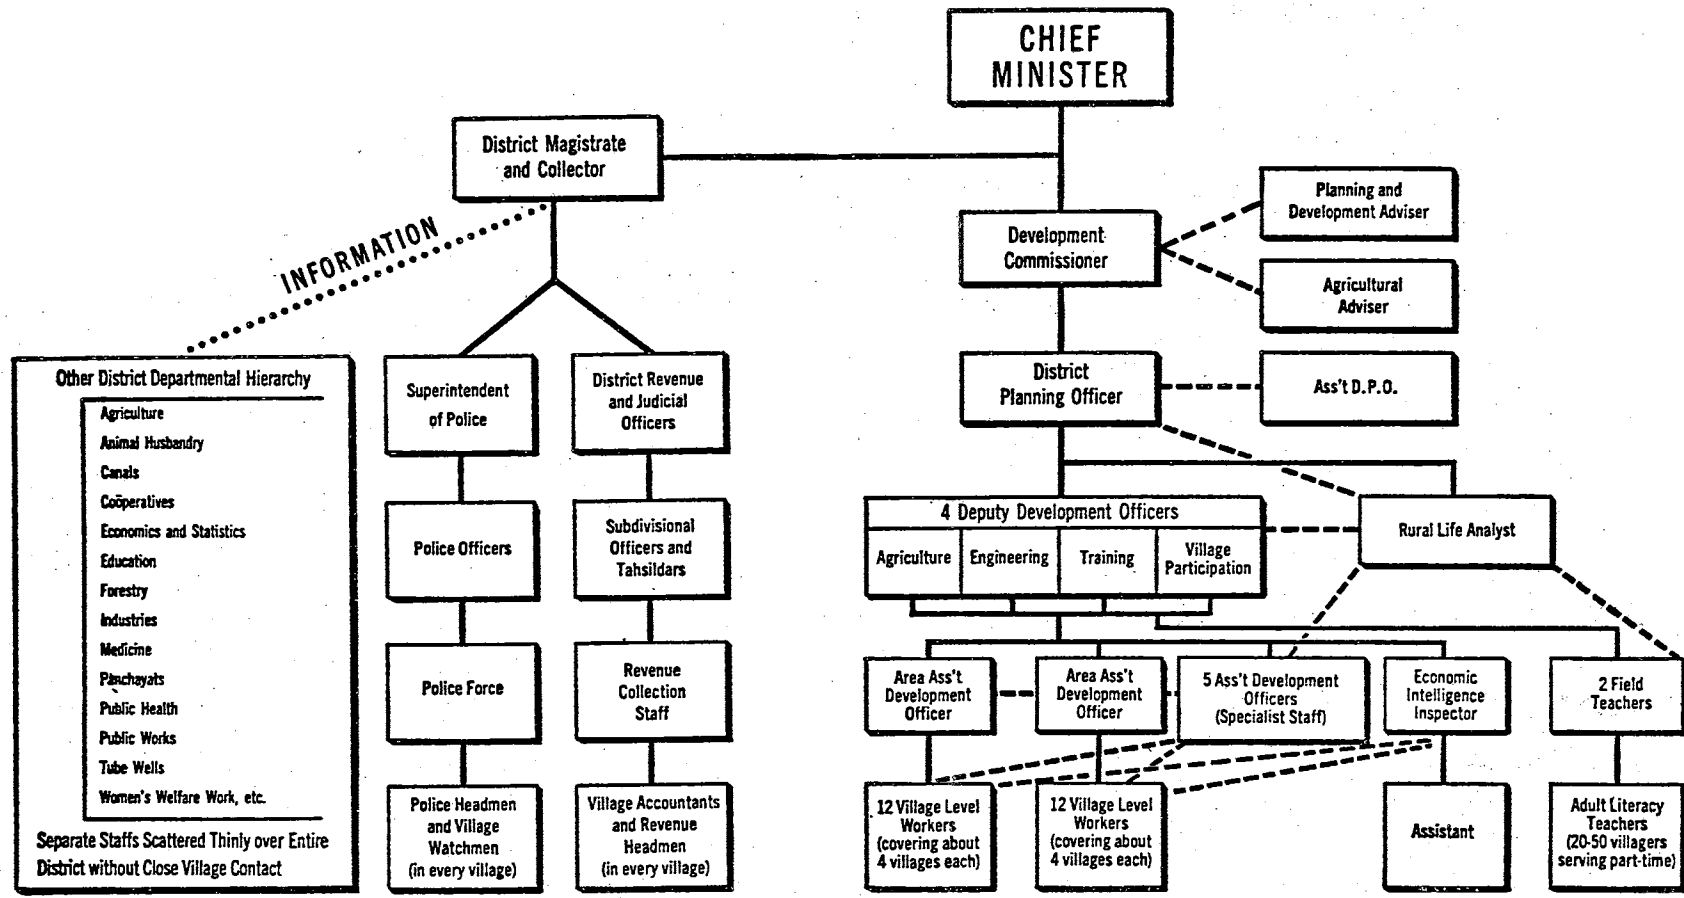 CHIEF
MINISTER
District Magistrate
and Collector
INFORMATION
Planning and
Development Adviser
Development
Commissioner
Agricultural
Adviser
District
Planning Officer
Ass't D.P.O.
Other District Departmental Hierarchy
Agriculture
Animal Husbandry
Canals
Coöperatives
Economics and Statistics
Education
Forestry
Industries
Medicine
Panchayats
Public Health
Public Works
Tube Wells
Women's Welfare Work, etc.
Separate Staffs Scattered Thinly over Entire
District without Close Village Contact
Superintendent
of Police
Police Officers
Police Force
Police Headmen
and Village
Watchmen
(in every village)
District Revenue
and Judicial
Officers
Subdivisional
Officers and
Tahsildars
Revenue
Collection
Staff
Village Accountants
and Revenue
Headmen
(in every village)
4 Deputy Development Officers
Agriculture
Engineering
Training
Village
Participation
Rural Life Analyst
Area Ass't
Development
Officer
Area Ass't
Development
Officer
5 Ass't Development
Officers
(Specialist Staff)
Economic
Intelligence
Inspector
2 Field
Teachers
12 Village Level
Workers
(covering about
4 villages each)
12 Village Level
Workers
(covering about
4 villages each)
Assistant
Adult Literacy
Teachers
(20-50 villagers
serving part-time)